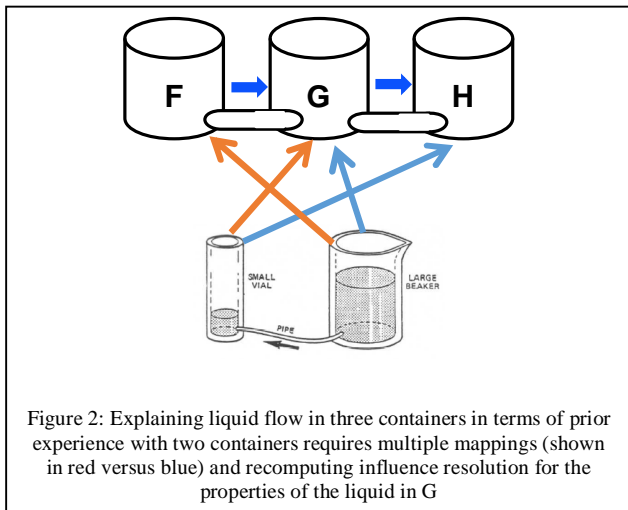 F G H
SMALL
VIAL
LARGE
BEAKER
PIPE
Figure 2: Explaining liquid flow in three containers in terms of prior
experience with two containers requires multiple mappings (shown
in red versus blue) and recomputing influence resolution for the
properties of the liquid in G